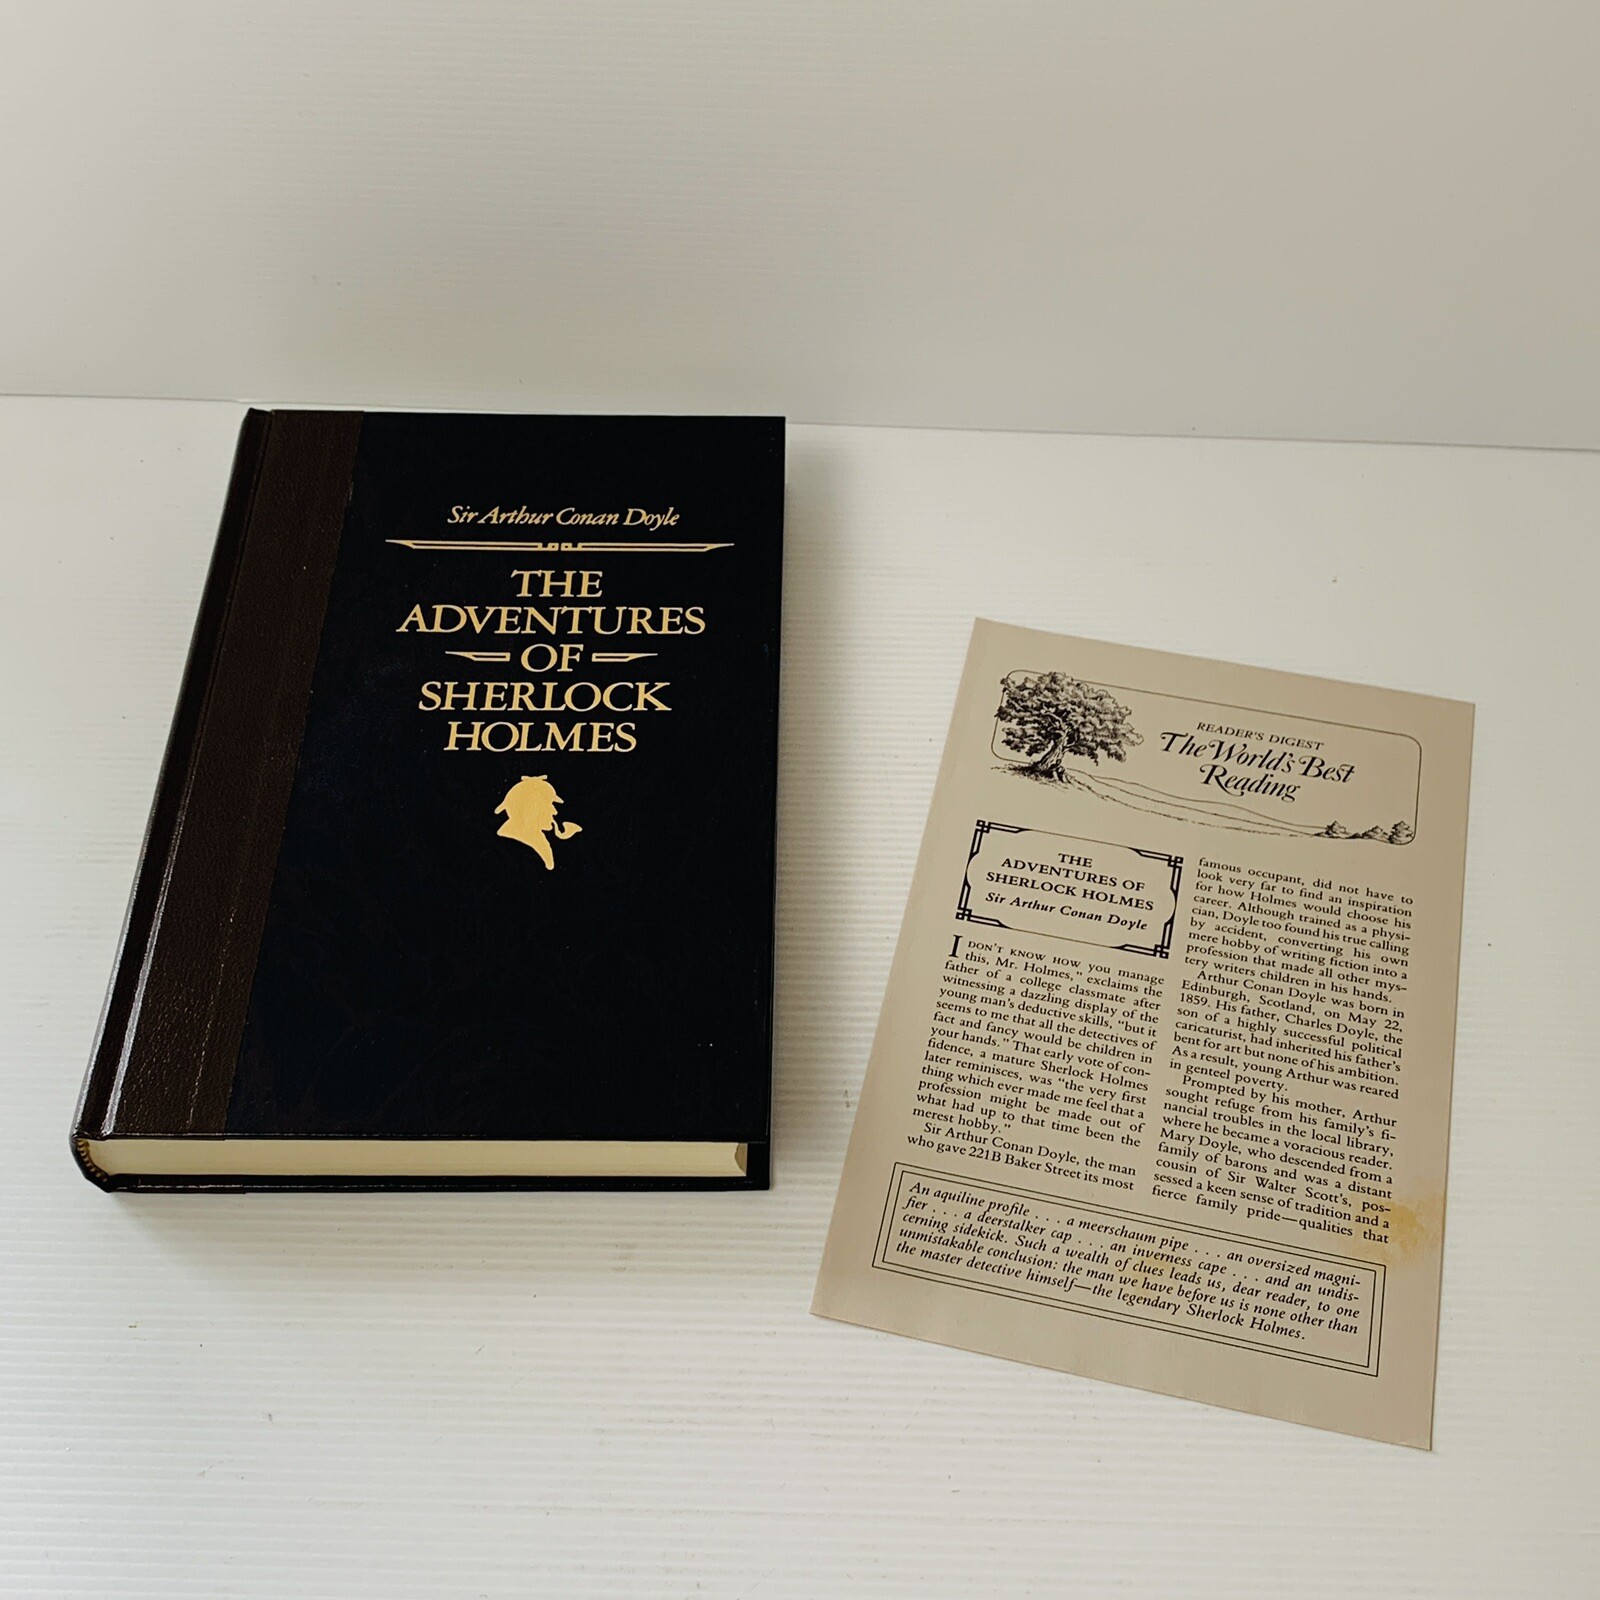 Sir Arthur Conan Doyle
THE
ADVENTURES
OF
SHERLOCK
HOLMES
READER'S DIGEST
The World's Best
Reading
THE
ADVENTURES OF
SHERLOCK HOLMES
Sir Arthur Conan Doyle
I DON'T KNOW HOW you manage
this, Mr. Holmes," exclaims the
father of a college classmate after
witnessing a dazzling display of the
young man's deductive skills, "but it
seems to me that all the detectives of
fact and fancy would be children in
your hands." That early vote of con-
fidence, a mature Sherlock Holmes
later reminisces, was "the very first
thing which ever made me feel that a
profession might be made out of
what had up to that time been the
merest hobby."
Sir Arthur Conan Doyle, the man
who gave 221B Baker Street its most
famous occupant, did not have to
look very far to find an inspiration
for how Holmes would choose his
career. Although trained as a physi-
cian, Doyle too found his true calling
by accident, converting his own
mere hobby of writing fiction into a
profession that made all other mys-
tery writers children in his hands.
Arthur Conan Doyle was born in
Edinburgh, Scotland, on May 22,
1859. His father, Charles Doyle, the
son of a highly successful political
caricaturist, had inherited his father's
bent for art but none of his ambition.
As a result, young Arthur was reared
in genteel poverty.
Prompted by his mother, Arthur
sought refuge from his family's fi-
nancial troubles in the local library,
where he became a voracious reader.
Mary Doyle, who descended from a
family of barons and was a distant
cousin of Sir Walter Scott's, pos-
sessed a keen sense of tradition and a
fierce family pride—qualities that
An aquiline profile . . . a meerschaum pipe . . . an oversized magni-
fier . . . a deerstalker cap . . . an inverness cape . . . and an undis-
cerning sidekick. Such a wealth of clues leads us, dear reader, to one
unmistakable conclusion: the man we have before us is none other than
the master detective himself—the legendary Sherlock Holmes.